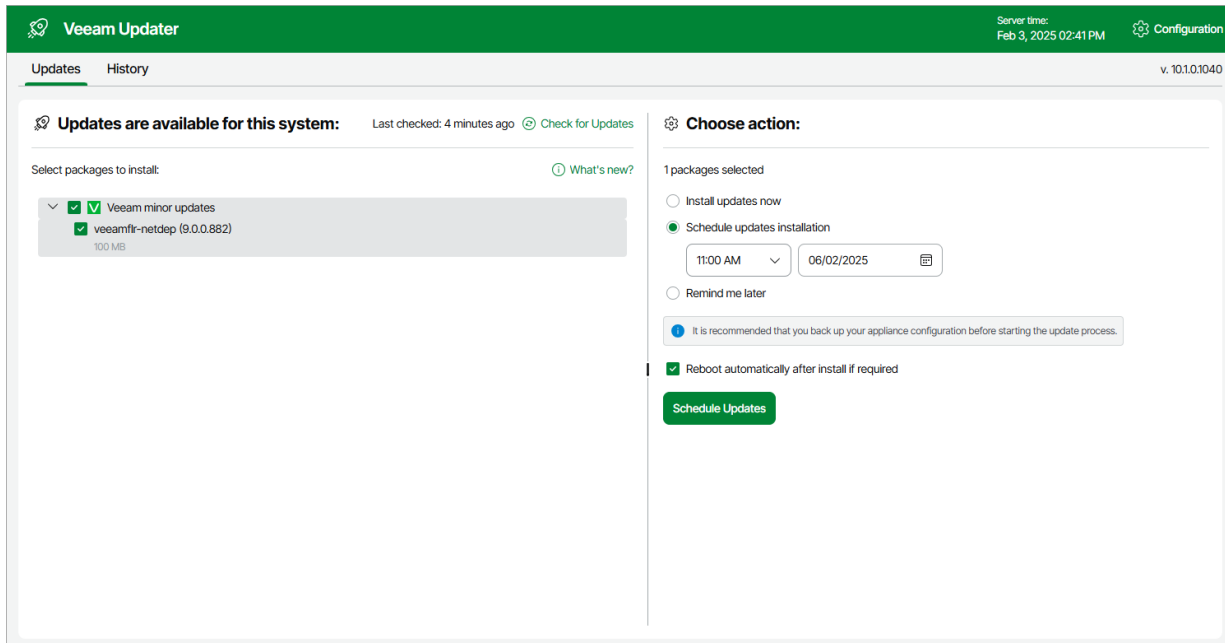 Veeam Updater
Server time:
Feb 3, 2025 02:41 PM
Configuration
Updates
History
v. 10.1.0.1040
Updates are available for this system:
Last checked: 4 minutes ago
Check for Updates
Select packages to install:
What's new?
Veeam minor updates
veeamflr-netdep (9.0.0.882)
100 MB
Choose action:
1 packages selected
Install updates now
Schedule updates installation
11:00 AM
06/02/2025
Remind me later
It is recommended that you back up your appliance configuration before starting the update process.
Reboot automatically after install if required
Schedule Updates